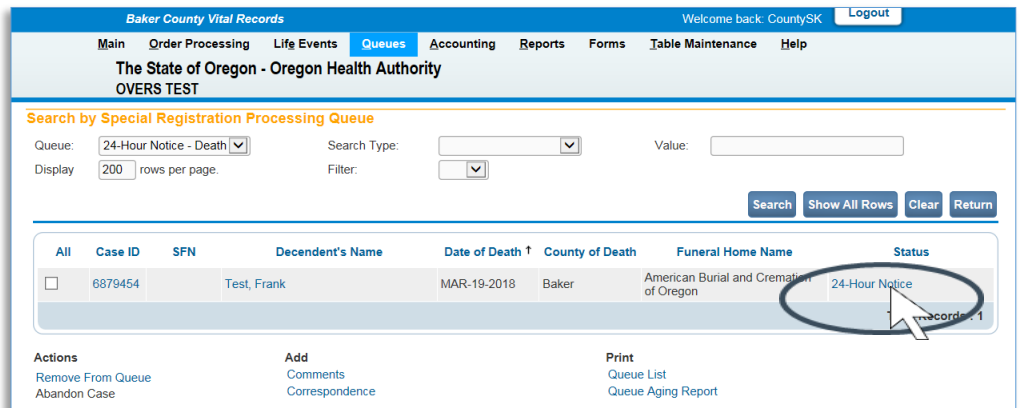 Baker County Vital Records Welcome back: CountySK Logout
Main Order Processing Life Events Queues Accounting Reports Forms Table Maintenance Help
The State of Oregon - Oregon Health Authority
OVERS TEST
Search by Special Registration Processing Queue
Queue: 24-Hour Notice - Death Search Type: Value:
Display 200 rows per page. Filter:
Search Show All Rows Clear Return
All Case ID SFN Decendent's Name Date of Death ↑ County of Death Funeral Home Name Status
6879454 Test, Frank MAR-19-2018 Baker American Burial and Cremation of Oregon 24-Hour Notice
Records : 1
Actions Add Print
Remove From Queue Comments Queue List
Abandon Case Correspondence Queue Aging Report